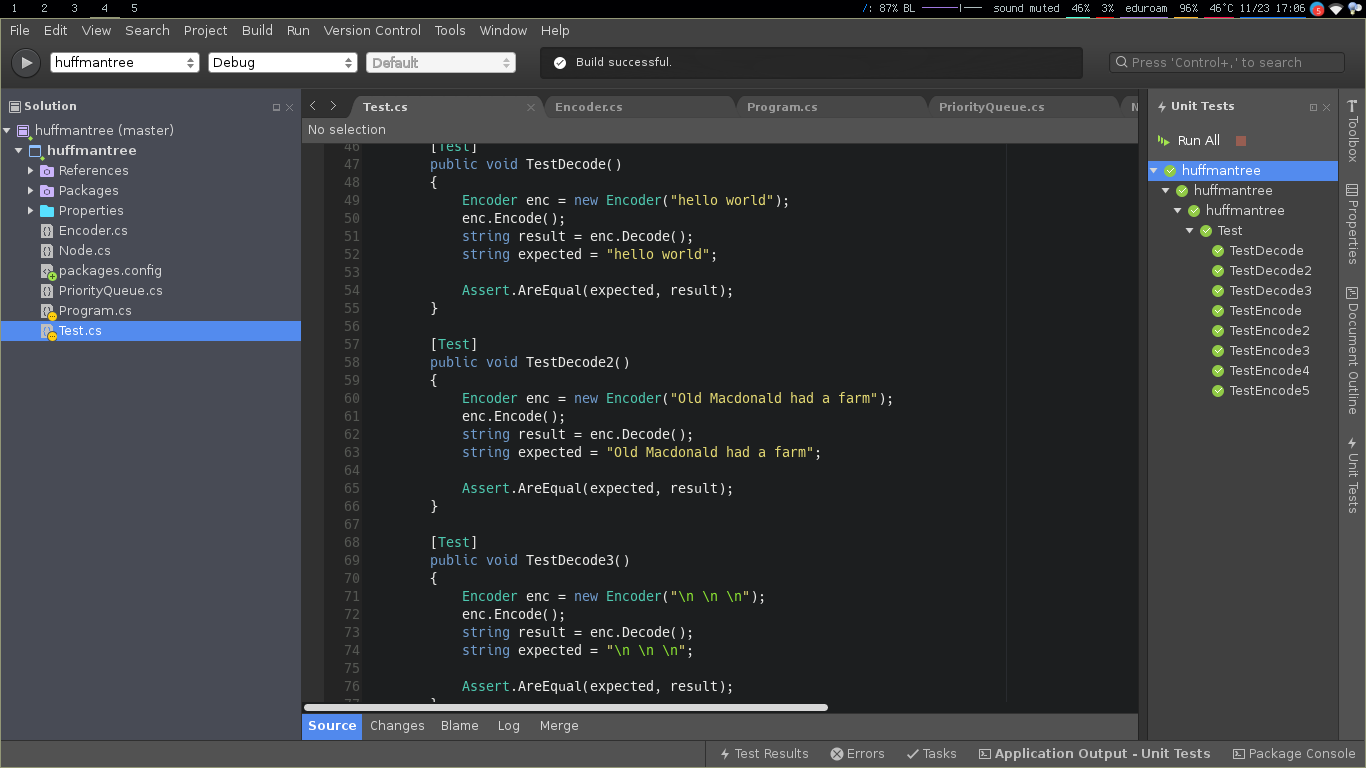 1 2 3 4 5 /: 87% BL sound muted 46% 3% eduroam 96% 46°C 11/23 17:06 5
File Edit View Search Project Build Run Version Control Tools Window Help
huffmantree Debug Default Build successful. Press 'Control+,' to search
Solution
huffmantree (master)
huffmantree
References
Packages
Properties
Encoder.cs
Node.cs
packages.config
PriorityQueue.cs
Program.cs
Test.cs
Test.cs Encoder.cs Program.cs PriorityQueue.cs N
No selection
46 [Test]
47 public void TestDecode()
48 {
49 Encoder enc = new Encoder("hello world");
50 enc.Encode();
51 string result = enc.Decode();
52 string expected = "hello world";
53
54 Assert.AreEqual(expected, result);
55 }
56
57 [Test]
58 public void TestDecode2()
59 {
60 Encoder enc = new Encoder("Old Macdonald had a farm");
61 enc.Encode();
62 string result = enc.Decode();
63 string expected = "Old Macdonald had a farm";
64
65 Assert.AreEqual(expected, result);
66 }
67
68 [Test]
69 public void TestDecode3()
70 {
71 Encoder enc = new Encoder("\n \n \n");
72 enc.Encode();
73 string result = enc.Decode();
74 string expected = "\n \n \n";
75
76 Assert.AreEqual(expected, result);
77 }
Source Changes Blame Log Merge
Unit Tests
Run All
huffmantree
huffmantree
huffmantree
Test
TestDecode
TestDecode2
TestDecode3
TestEncode
TestEncode2
TestEncode3
TestEncode4
TestEncode5
Toolbox
Properties
Document Outline
Unit Tests
Test Results Errors Tasks Application Output - Unit Tests Package Console